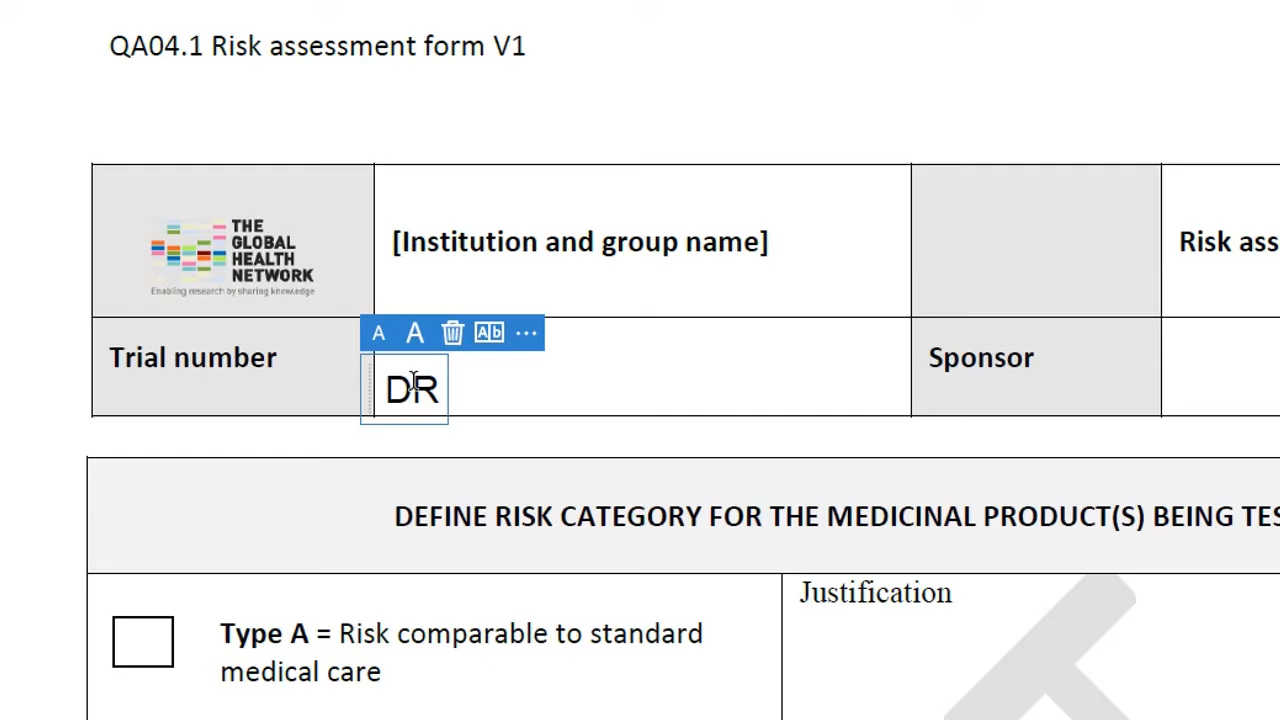 QA04.1 Risk assessment form V1
THE
GLOBAL
HEALTH
NETWORK
Enabling research by sharing knowledge
[Institution and group name]
Risk ass
A A Ab ...
Trial number
DR
Sponsor
DEFINE RISK CATEGORY FOR THE MEDICINAL PRODUCT(S) BEING TES
Type A = Risk comparable to standard
medical care
Justification